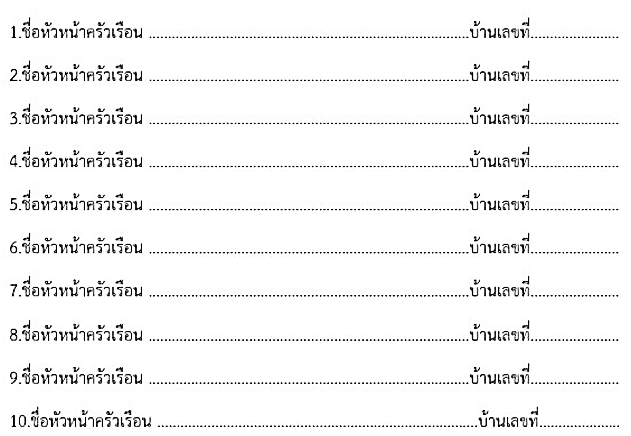 1.ชื่อหัวหน้าครัวเรือน ................................................................................บ้านเลขที่......................
2.ชื่อหัวหน้าครัวเรือน ................................................................................บ้านเลขที่......................
3.ชื่อหัวหน้าครัวเรือน ................................................................................บ้านเลขที่......................
4.ชื่อหัวหน้าครัวเรือน ................................................................................บ้านเลขที่......................
5.ชื่อหัวหน้าครัวเรือน ................................................................................บ้านเลขที่......................
6.ชื่อหัวหน้าครัวเรือน ................................................................................บ้านเลขที่......................
7.ชื่อหัวหน้าครัวเรือน ................................................................................บ้านเลขที่......................
8.ชื่อหัวหน้าครัวเรือน ................................................................................บ้านเลขที่......................
9.ชื่อหัวหน้าครัวเรือน ................................................................................บ้านเลขที่......................
10.ชื่อหัวหน้าครัวเรือน ................................................................................บ้านเลขที่....................